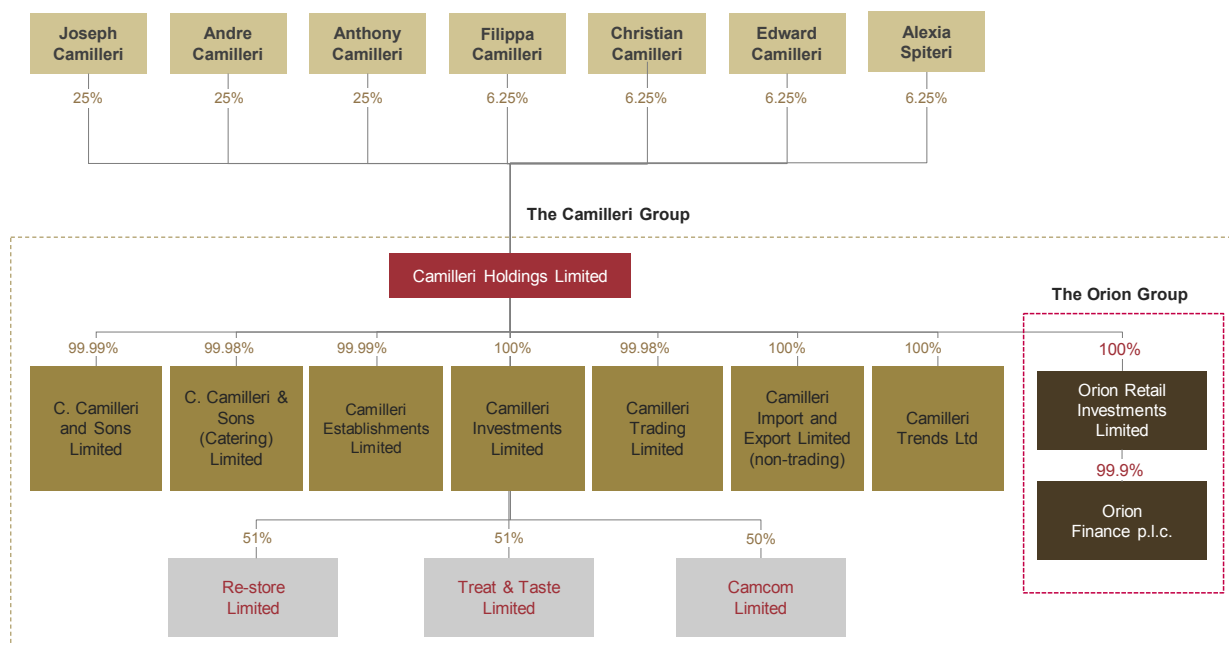 Joseph
Camilleri
Andre
Camilleri
Anthony
Camilleri
Filippa
Camilleri
Christian
Camilleri
Edward
Camilleri
Alexia
Spiteri
25%
25%
25%
6.25%
6.25%
6.25%
6.25%
The Camilleri Group
Camilleri Holdings Limited
The Orion Group
99.99%
99.98%
99.99%
100%
99.98%
100%
100%
100%
C. Camilleri
and Sons
Limited
C. Camilleri &
Sons
(Catering)
Limited
Camilleri
Establishments
Limited
Camilleri
Investments
Limited
Camilleri
Trading
Limited
Camilleri
Import and
Export Limited
(non-trading)
Camilleri
Trends Ltd
Orion Retail
Investments
Limited
99.9%
Orion
Finance p.l.c.
51%
51%
50%
Re-store
Limited
Treat & Taste
Limited
Camcom
Limited